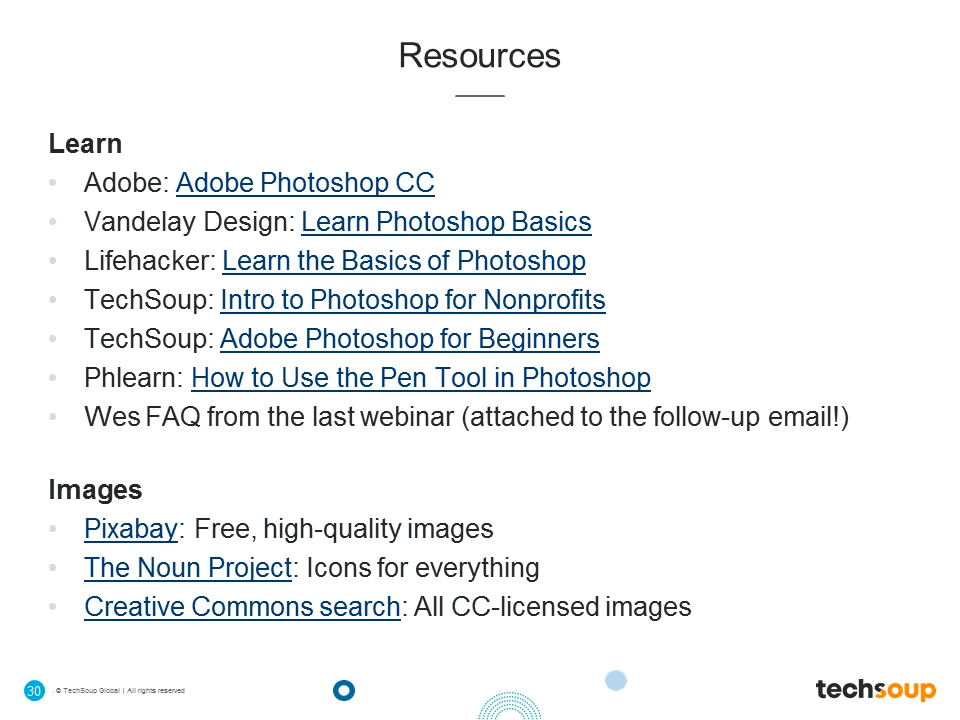 Resources
Learn
• Adobe: Adobe Photoshop CC
• Vandelay Design: Learn Photoshop Basics
• Lifehacker: Learn the Basics of Photoshop
• TechSoup: Intro to Photoshop for Nonprofits
• TechSoup: Adobe Photoshop for Beginners
• Phlearn: How to Use the Pen Tool in Photoshop
• Wes FAQ from the last webinar (attached to the follow-up email!)
Images
• Pixabay: Free, high-quality images
• The Noun Project: Icons for everything
• Creative Commons search: All CC-licensed images
30 . © TechSoup Global | All rights reserved
techsoup